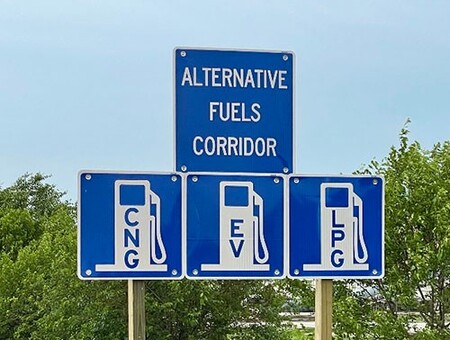 ALTERNATIVE
FUELS
CORRIDOR
CNG
EV
LPG